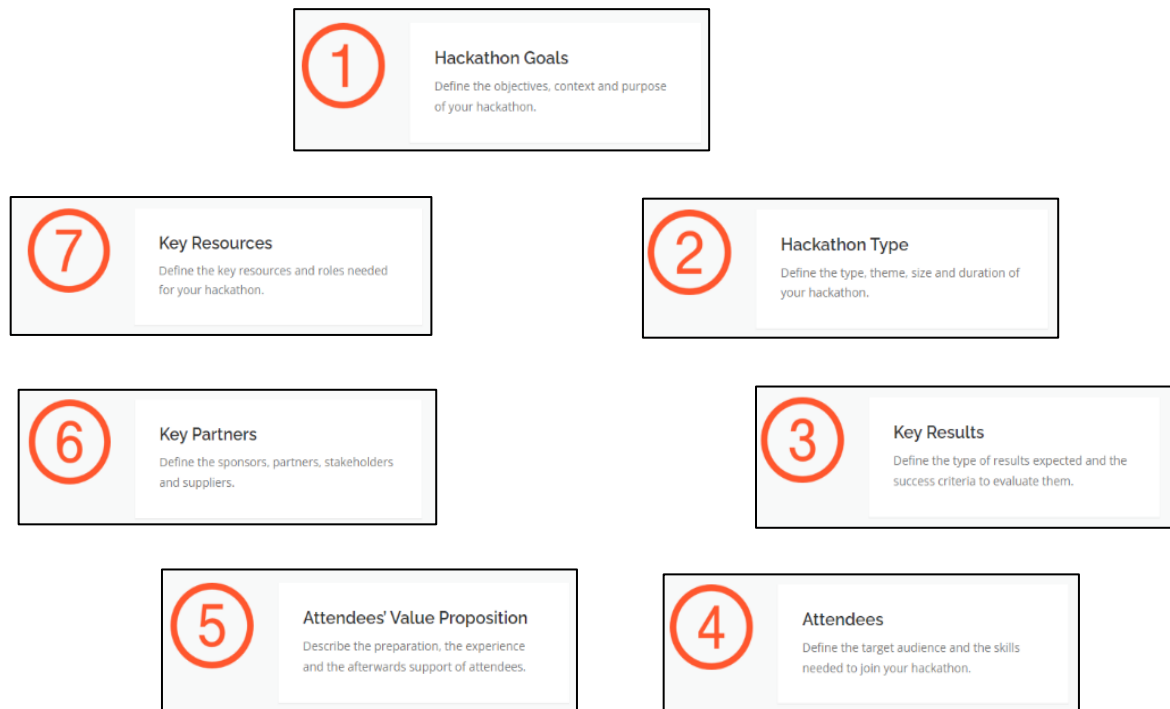 1
Hackathon Goals
Define the objectives, context and purpose
of your hackathon.
7
Key Resources
Define the key resources and roles needed
for your hackathon.
2
Hackathon Type
Define the type, theme, size and duration of
your hackathon.
6
Key Partners
Define the sponsors, partners, stakeholders
and suppliers.
3
Key Results
Define the type of results expected and the
success criteria to evaluate them.
5
Attendees’ Value Proposition
Describe the preparation, the experience
and the afterwards support of attendees.
4
Attendees
Define the target audience and the skills
needed to join your hackathon.